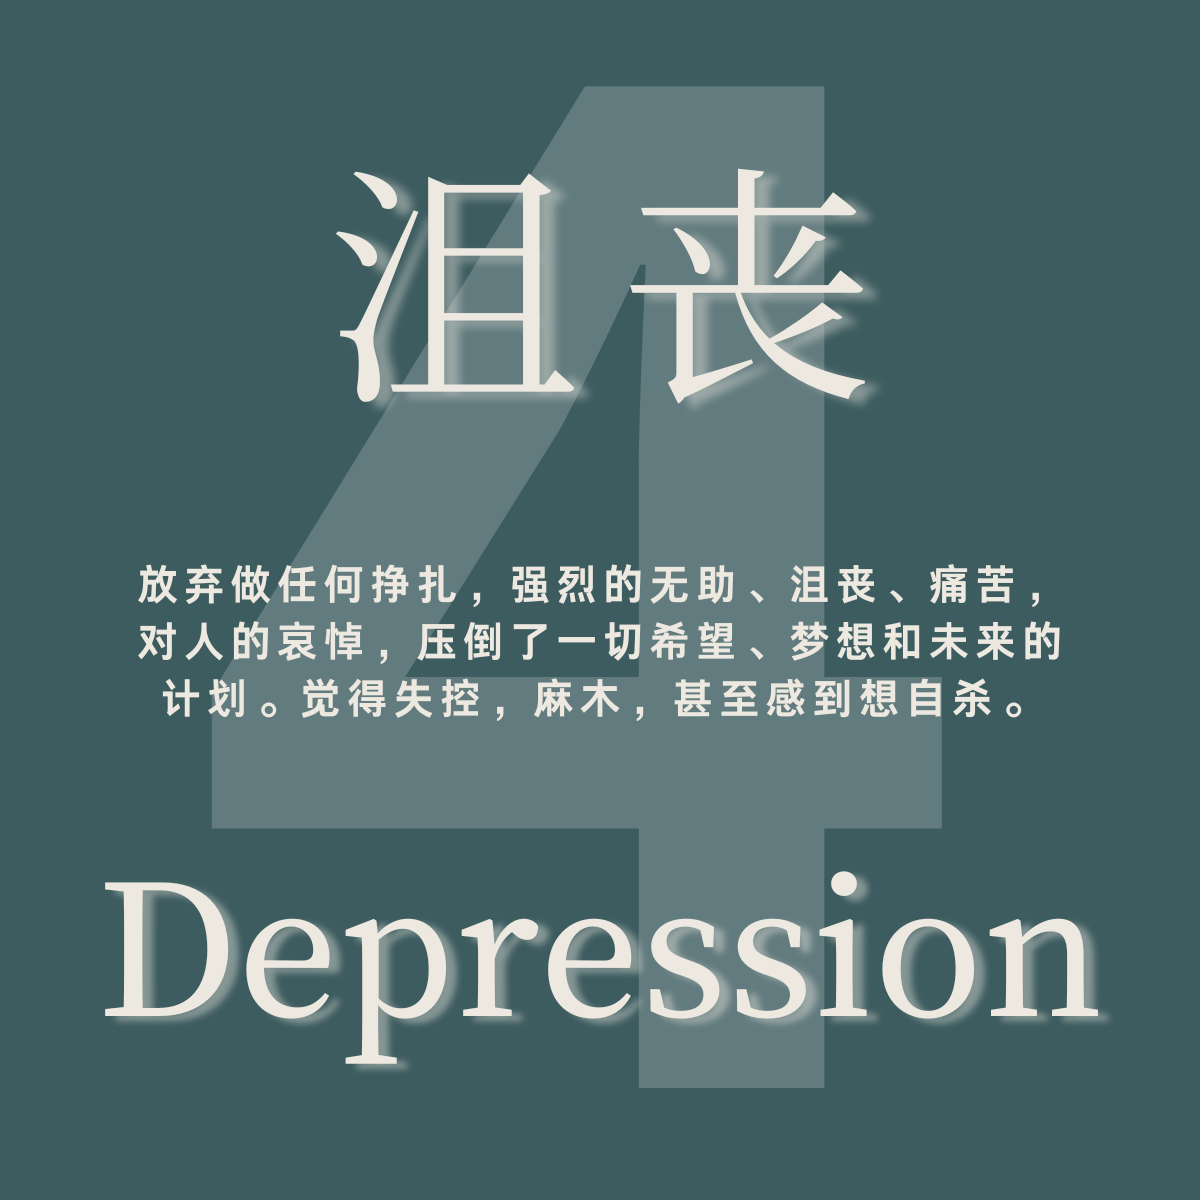 4
沮丧
放弃做任何挣扎，强烈的无助、沮丧、痛苦，
对人的哀悼，压倒了一切希望、梦想和未来的
计划。觉得失控，麻木，甚至感到想自杀。
Depression